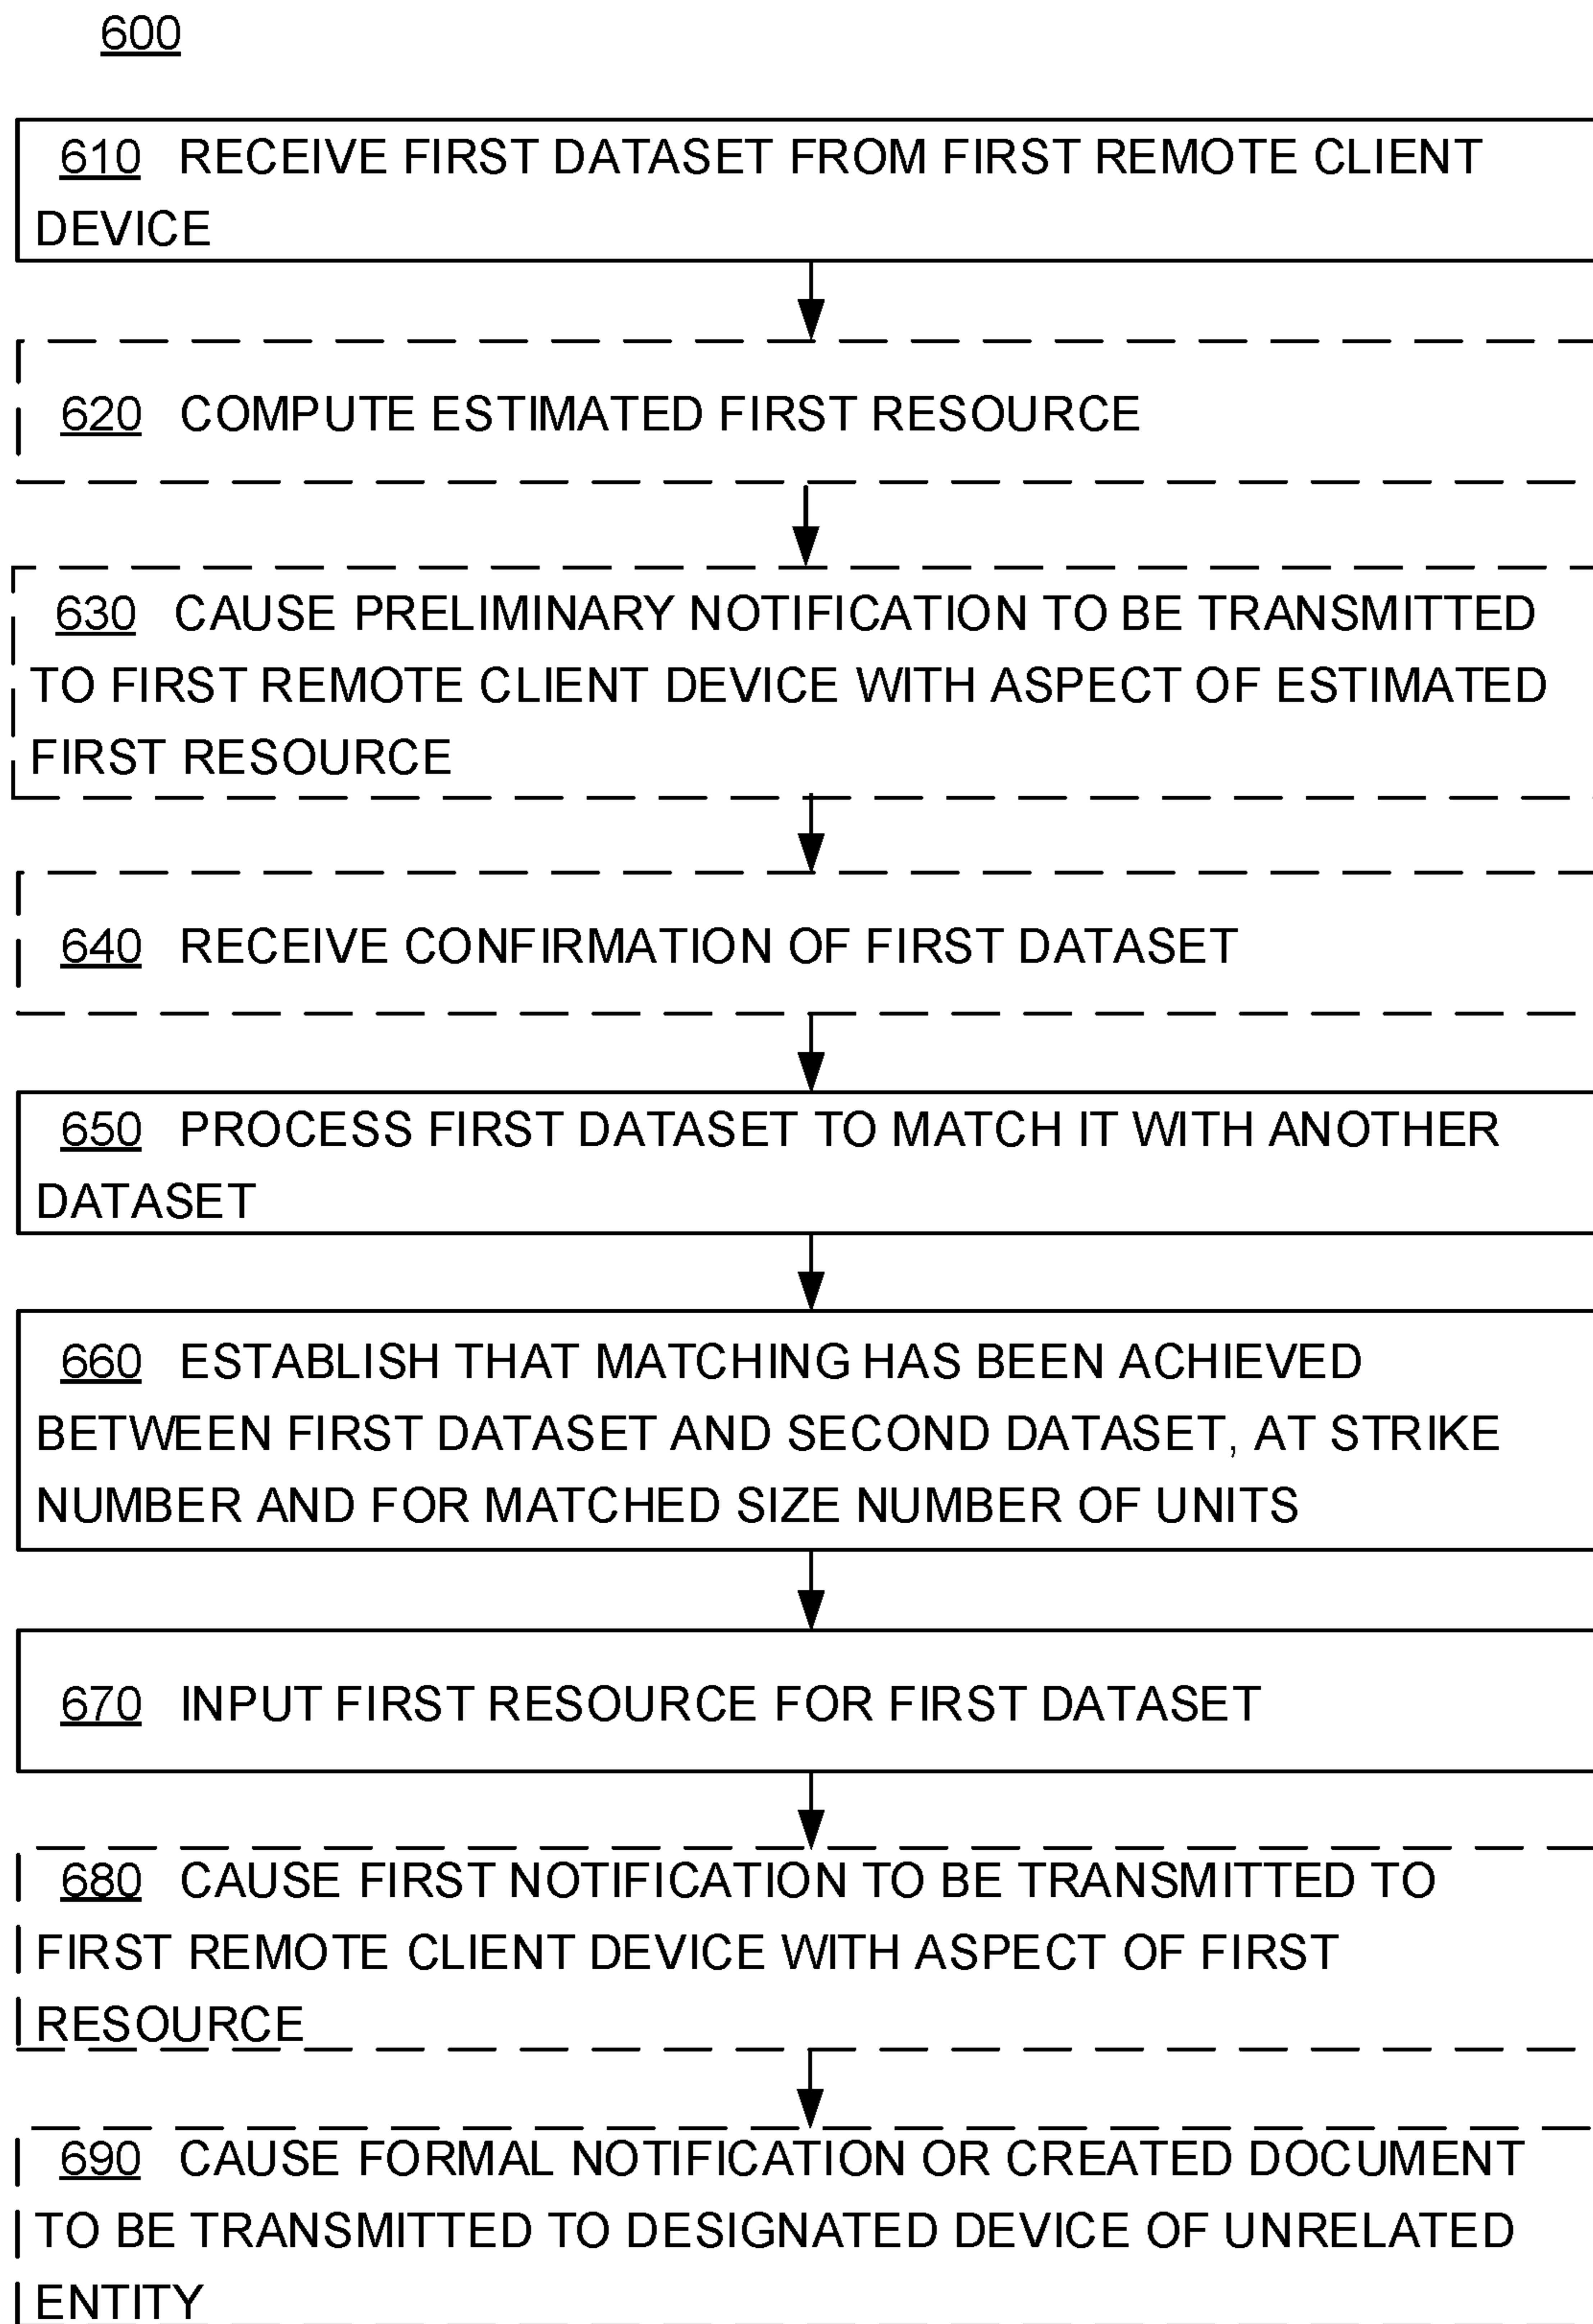 600
610 RECEIVE FIRST DATASET FROM FIRST REMOTE CLIENT
DEVICE
620 COMPUTE ESTIMATED FIRST RESOURCE
630 CAUSE PRELIMINARY NOTIFICATION TO BE TRANSMITTED
TO FIRST REMOTE CLIENT DEVICE WITH ASPECT OF ESTIMATED
FIRST RESOURCE
640 RECEIVE CONFIRMATION OF FIRST DATASET
650 PROCESS FIRST DATASET TO MATCH IT WITH ANOTHER
DATASET
660 ESTABLISH THAT MATCHING HAS BEEN ACHIEVED
BETWEEN FIRST DATASET AND SECOND DATASET, AT STRIKE
NUMBER AND FOR MATCHED SIZE NUMBER OF UNITS
670 INPUT FIRST RESOURCE FOR FIRST DATASET
680 CAUSE FIRST NOTIFICATION TO BE TRANSMITTED TO
FIRST REMOTE CLIENT DEVICE WITH ASPECT OF FIRST
RESOURCE
690 CAUSE FORMAL NOTIFICATION OR CREATED DOCUMENT
TO BE TRANSMITTED TO DESIGNATED DEVICE OF UNRELATED
ENTITY